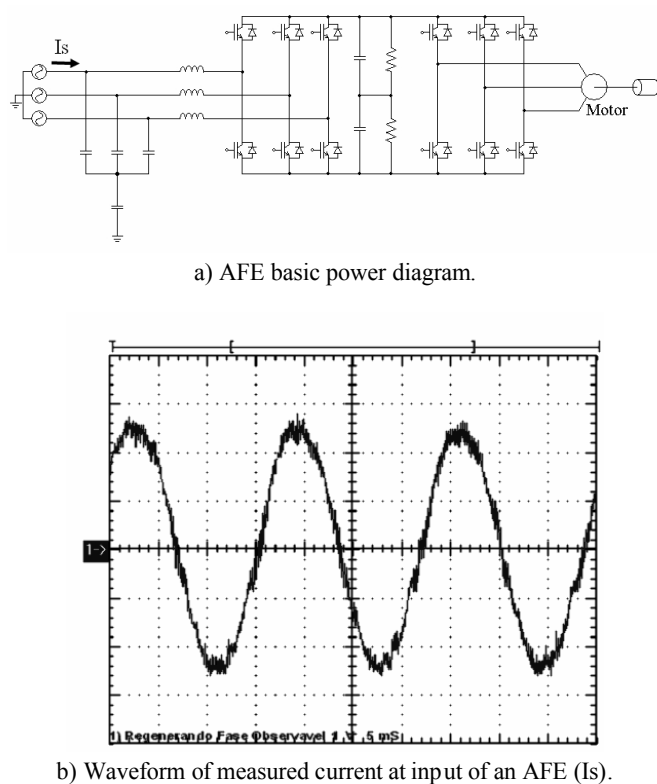 Is
Motor
a) AFE basic power diagram.
1->
1) Regenerando Fase Observavel 1 V 5 mS
b) Waveform of measured current at input of an AFE (Is).